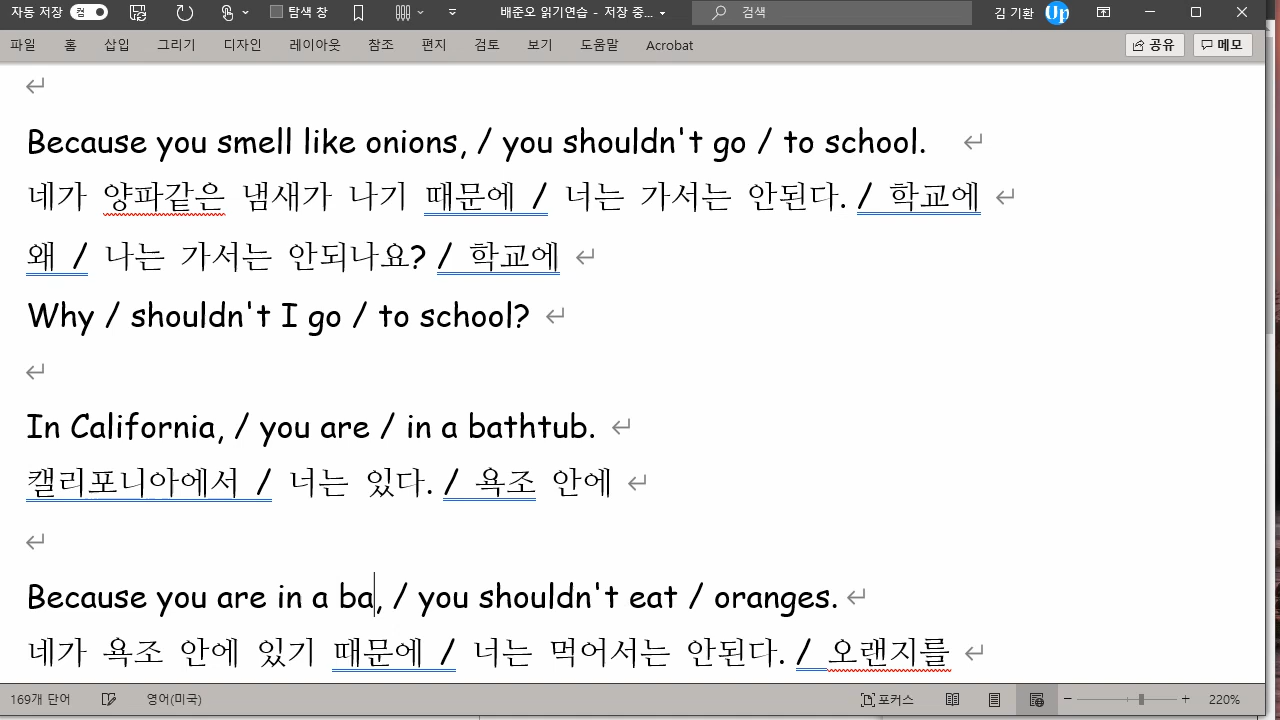 자동 저장 켬 탐색 창 배준오 읽기연습 - 저장 중... 검색 김 기환 Up
파일 홈 삽입 그리기 디자인 레이아웃 참조 편지 검토 보기 도움말 Acrobat 공유 메모
Because you smell like onions, / you shouldn't go / to school.
네가 양파같은 냄새가 나기 때문에 / 너는 가서는 안된다. / 학교에
왜 / 나는 가서는 안되나요? / 학교에
Why / shouldn't I go / to school?
In California, / you are / in a bathtub.
캘리포니아에서 / 너는 있다. / 욕조 안에
Because you are in a ba, / you shouldn't eat / oranges.
네가 욕조 안에 있기 때문에 / 너는 먹어서는 안된다. / 오랜지를
169개 단어 영어(미국) 포커스 220%